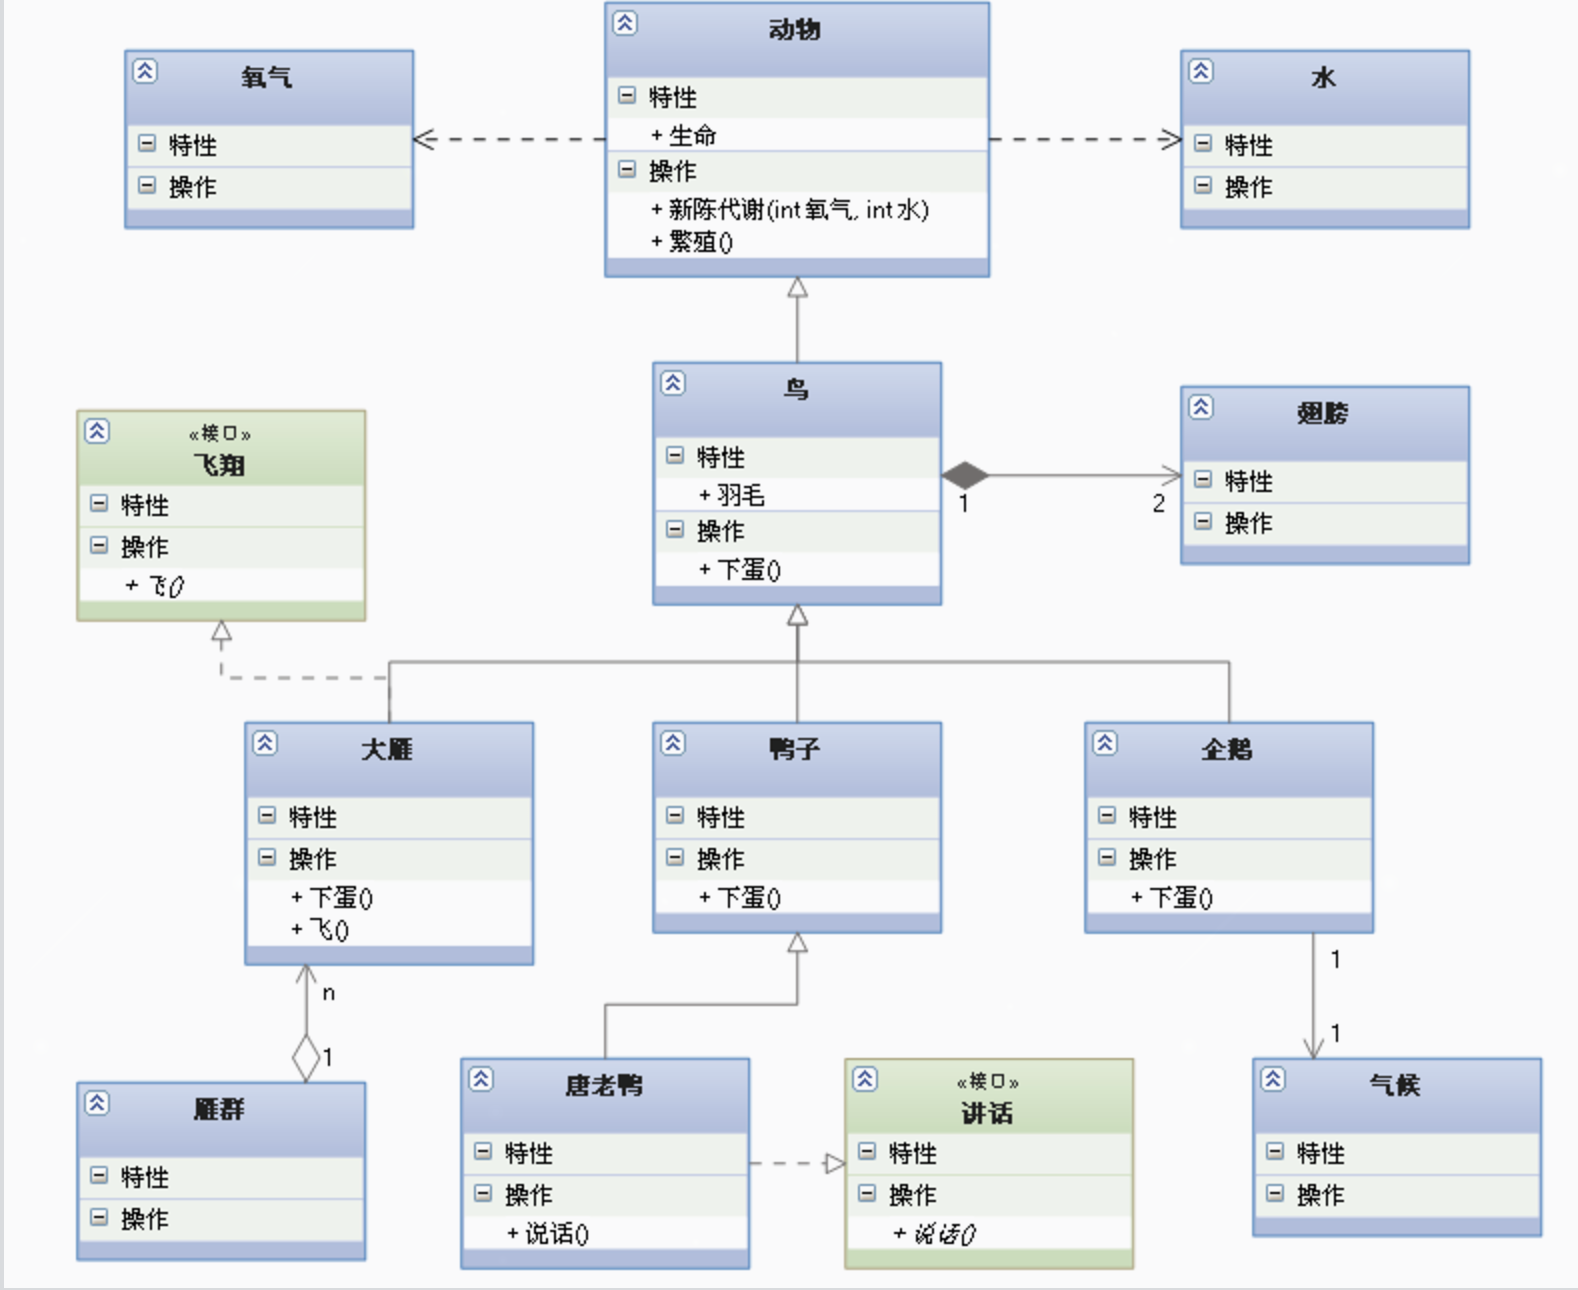 动物
特性
+ 生命
操作
+ 新陈代谢(int 氧气, int 水)
+ 繁殖()
氧气
特性
操作
水
特性
操作
鸟
特性
+ 羽毛
操作
+ 下蛋()
1
2
翅膀
特性
操作
«接口»
飞翔
特性
操作
+ 飞()
大雁
特性
操作
+ 下蛋()
+ 飞()
鸭子
特性
操作
+ 下蛋()
企鹅
特性
操作
+ 下蛋()
n
1
1
1
雁群
特性
操作
唐老鸭
特性
操作
+ 说话()
«接口»
讲话
特性
操作
+ 说话()
气候
特性
操作